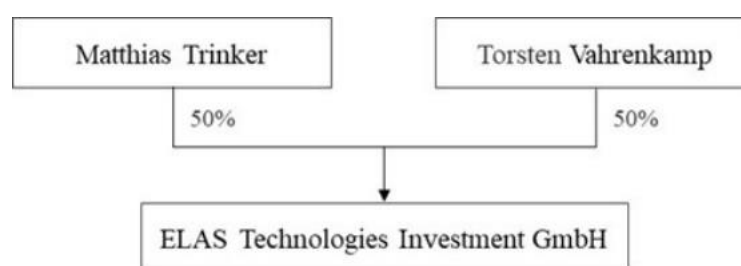 Matthias Trinker
Torsten Vahrenkamp
50%
50%
ELAS Technologies Investment GmbH